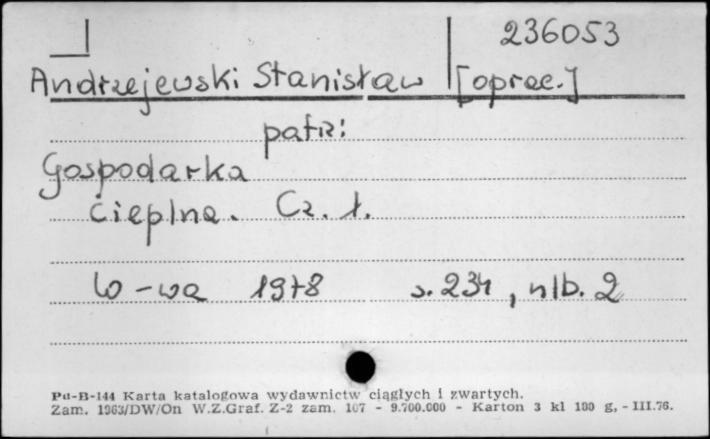 236053
Andrzejewski Stanisław [oprac.]
patrz:
Gospodarka
cieplna. Cz. 1.
W-wa 1978 s. 231, nlb. 2
Pu-B-144 Karta katalogowa wydawnictw ciągłych i zwartych.
Zam. 1963/DW/On W.Z.Graf. Z-2 zam. 107 - 9.700.000 - Karton 3 kl 180 g, - III.76.